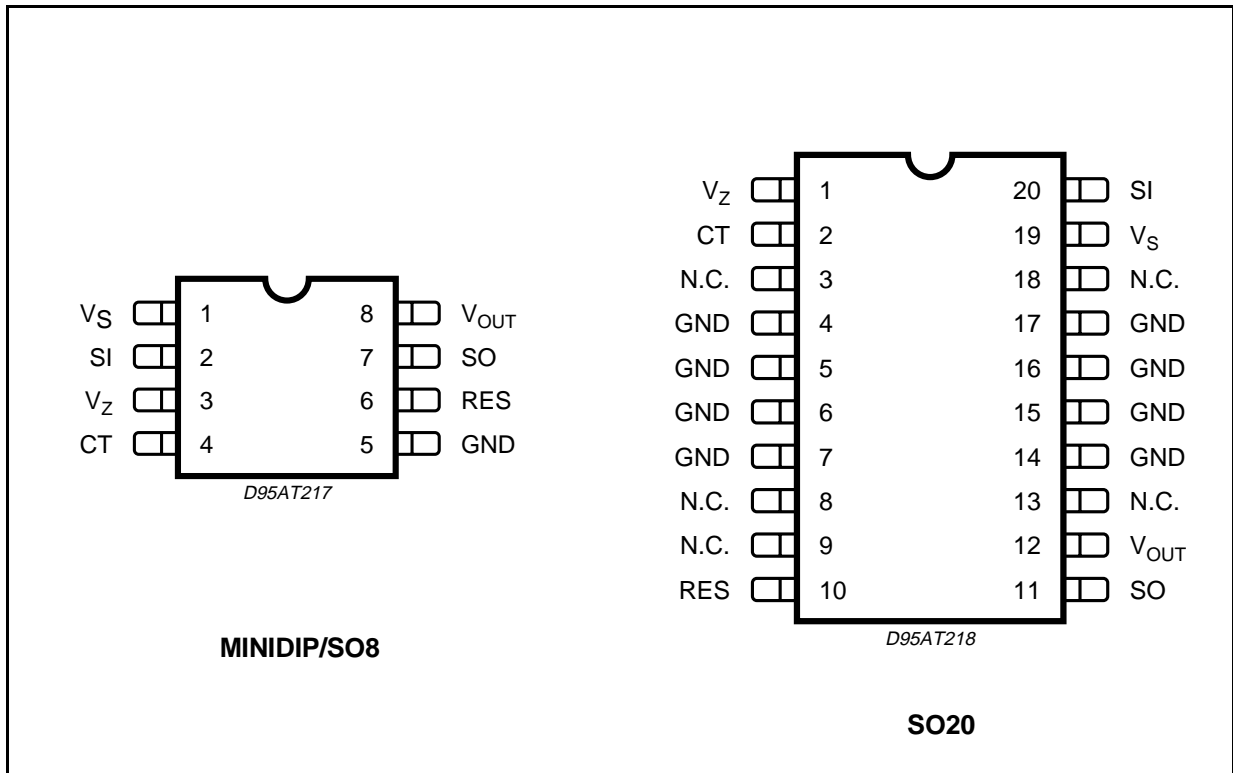 VS 1 8 VOUT
SI 2 7 SO
VZ 3 6 RES
CT 4 5 GND
D95AT217
MINIDIP/SO8
VZ 1 20 SI
CT 2 19 VS
N.C. 3 18 N.C.
GND 4 17 GND
GND 5 16 GND
GND 6 15 GND
GND 7 14 GND
N.C. 8 13 N.C.
N.C. 9 12 VOUT
RES 10 11 SO
D95AT218
SO20